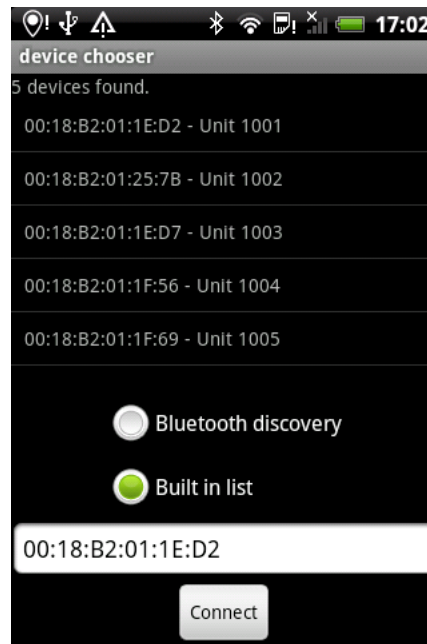 17:02
device chooser
5 devices found.
00:18:B2:01:1E:D2 - Unit 1001
00:18:B2:01:25:7B - Unit 1002
00:18:B2:01:1E:D7 - Unit 1003
00:18:B2:01:1F:56 - Unit 1004
00:18:B2:01:1F:69 - Unit 1005
Bluetooth discovery
Built in list
00:18:B2:01:1E:D2
Connect